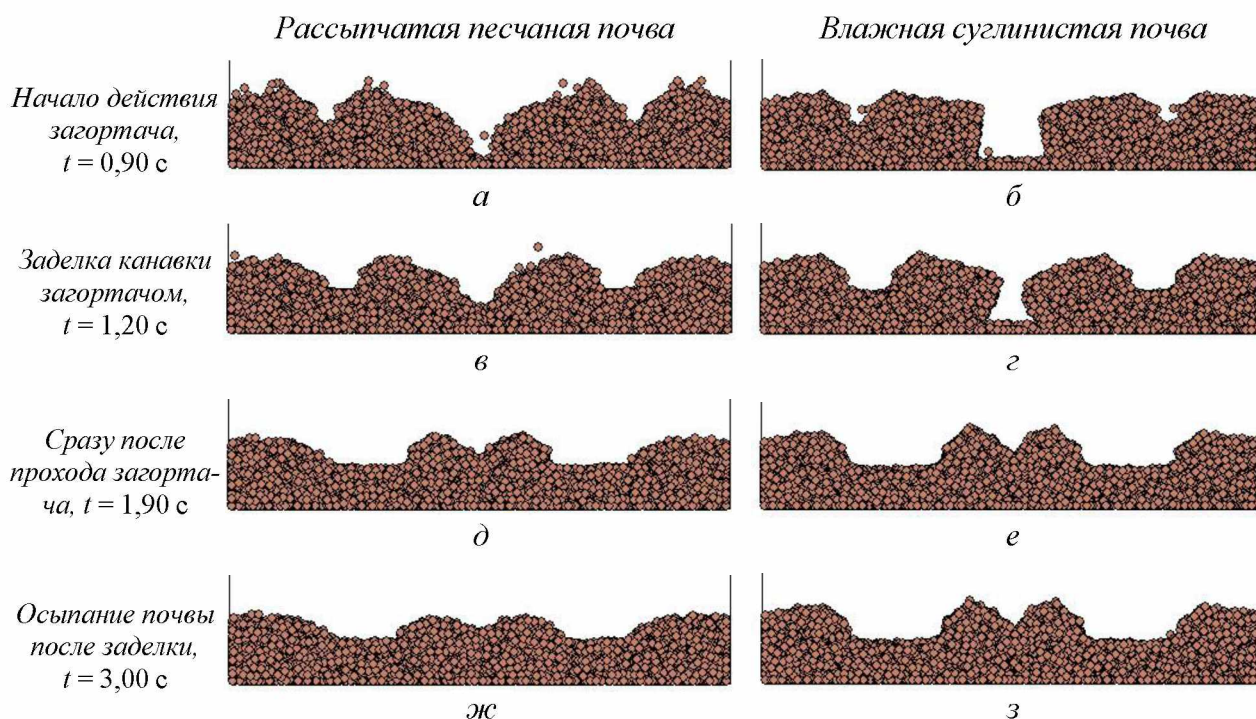 Рассыпчатая песчаная почва
Влажная суглинистая почва
Начало действия
загортача,
t = 0,90 с
а
б
Заделка канавки
загортачом,
t = 1,20 с
в
г
Сразу после
прохода загорта-
ча, t = 1,90 с
д
е
Осыпание почвы
после заделки,
t = 3,00 с
ж
з